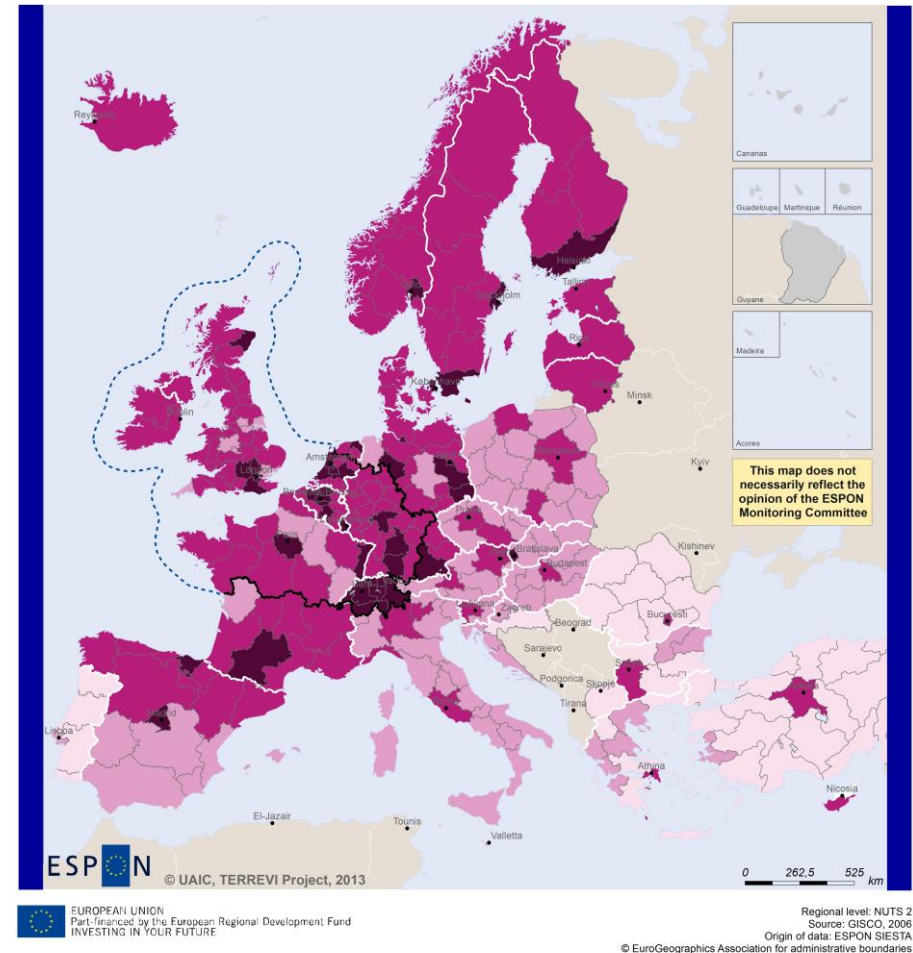 Canarias
Guadeloupe Martinique Réunion
Guyane
Madeira
Acores
This map does not
necessarily reflect the
opinion of the ESPON
Monitoring Committee
Reykjavik
Helsinki
Tallinn
Stockholm
Riga
København
Vilnius
Minsk
Dublin
London
Amsterdam
Kyiv
Paris
Praha
Bratislava
Kishinev
Budapest
Zagreb
Bucuresti
Beograd
Sarajevo
Podgorica
Skopje
Tirana
Madrid
Lisboa
Athina
Nicosia
El-Jazair
Tounis
Valletta
ESPON
© UAIC, TERREVI Project, 2013
0 262,5 525
km
EUROPEAN UNION
Part-financed by the European Regional Development Fund
INVESTING IN YOUR FUTURE
Regional level: NUTS 2
Source: GISCO, 2006
Origin of data: ESPON SIESTA
© EuroGeographics Association for administrative boundaries